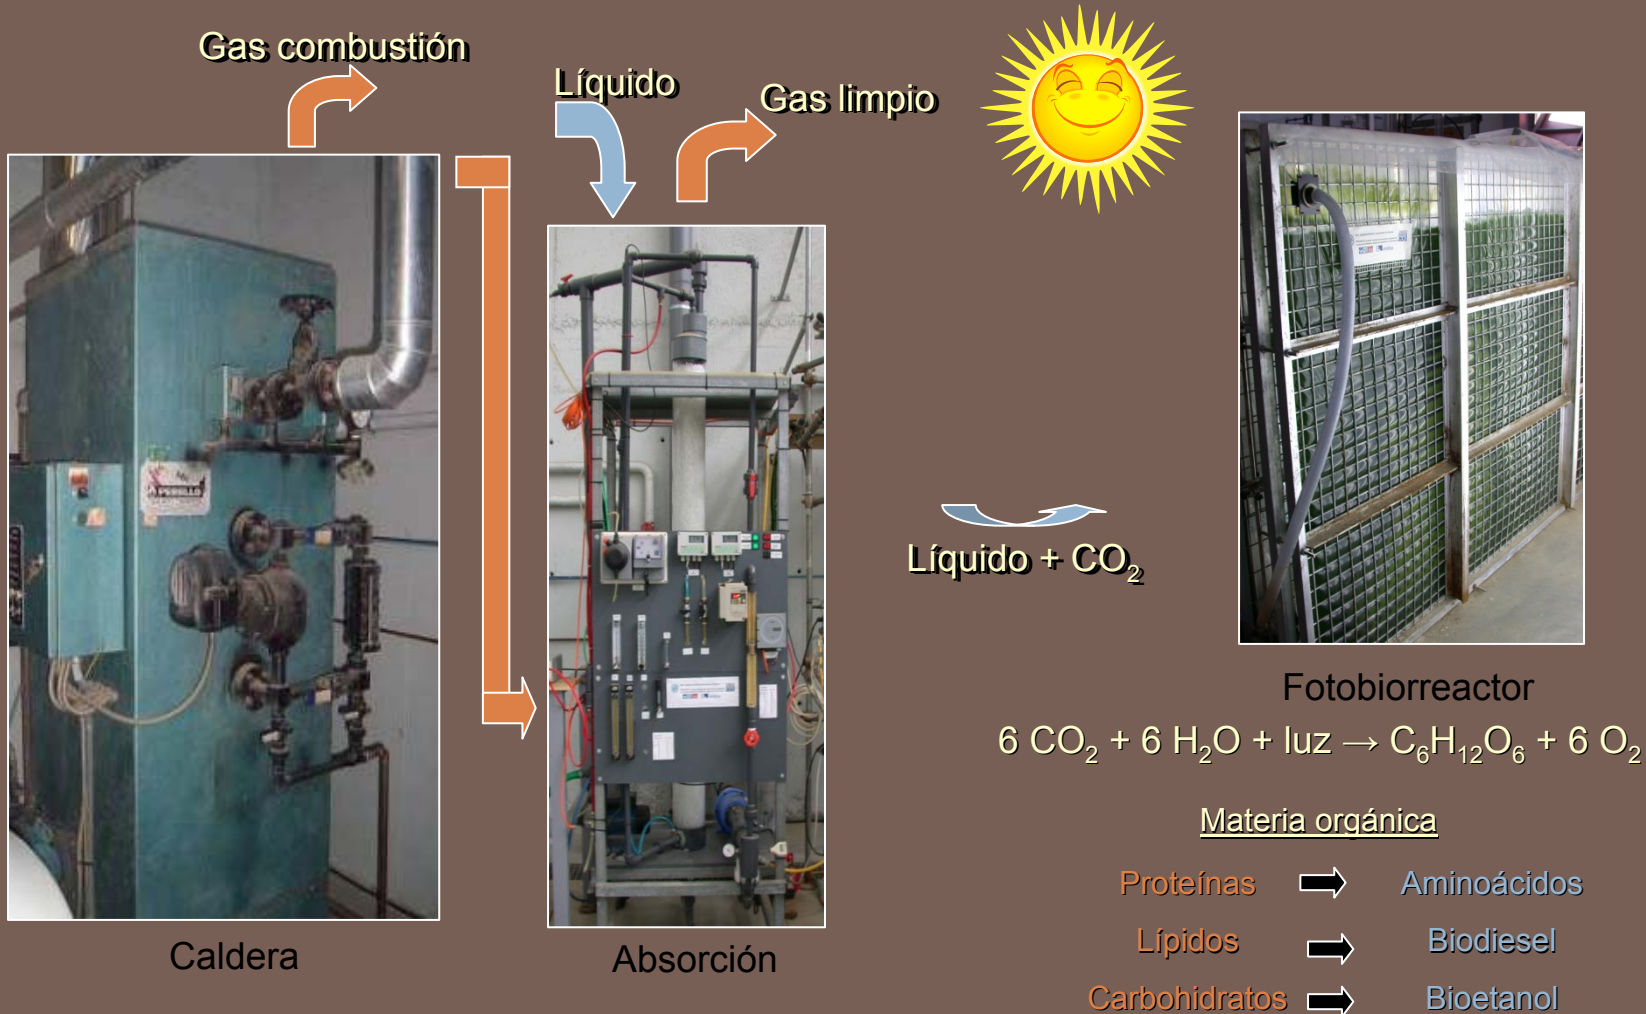 Gas combustión
Líquido
Gas limpio
Líquido + CO₂
Caldera
Absorción
Fotobiorreactor
6 CO₂ + 6 H₂O + luz → C₆H₁₂O₆ + 6 O₂
Materia orgánica
Proteínas → Aminoácidos
Lípidos → Biodiesel
Carbohidratos → Bioetanol